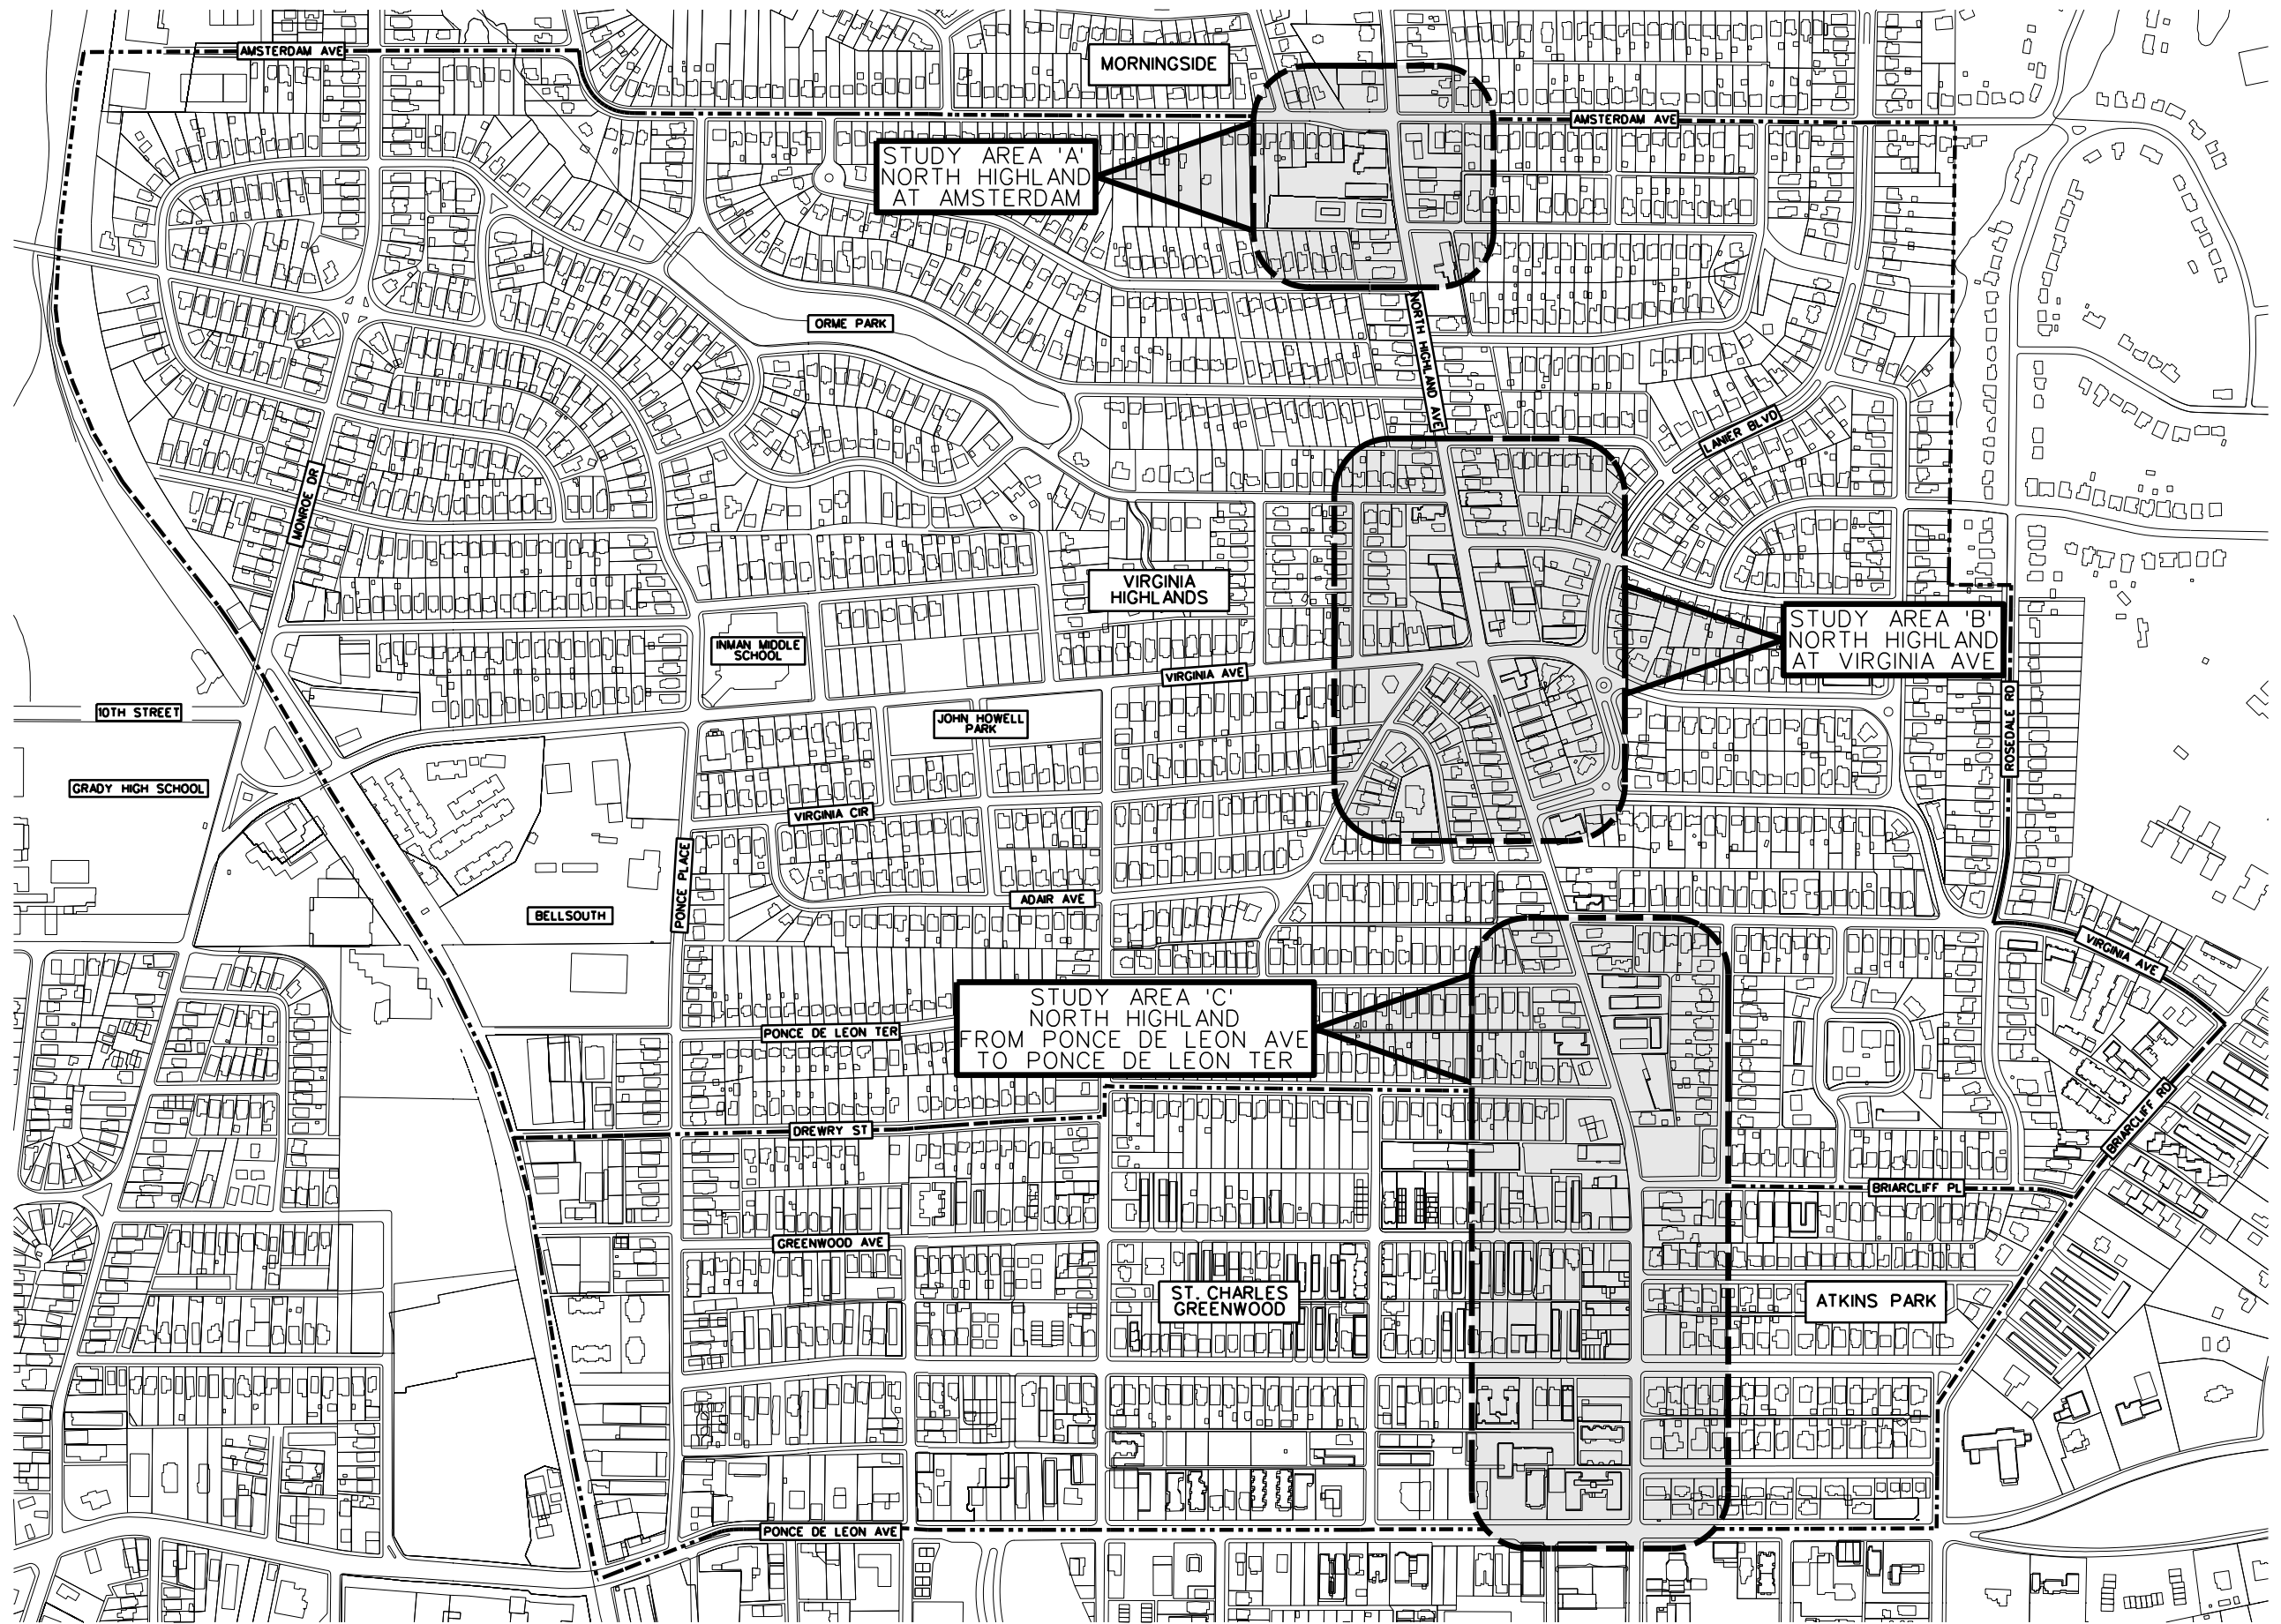 AMSTERDAM AVE
MORNINGSIDE
AMSTERDAM AVE
STUDY AREA 'A'
NORTH HIGHLAND
AT AMSTERDAM
ORME PARK
NORTH HIGHLAND AVE
LANIER BLVD
MONROE DR
VIRGINIA
HIGHLANDS
STUDY AREA 'B'
NORTH HIGHLAND
AT VIRGINIA AVE
INMAN MIDDLE
SCHOOL
VIRGINIA AVE
10TH STREET
JOHN HOWELL
PARK
ROSEDALE RD
GRADY HIGH SCHOOL
VIRGINIA CIR
PONCE PLACE
ADAIR AVE
BELLSOUTH
VIRGINIA AVE
STUDY AREA 'C'
NORTH HIGHLAND
FROM PONCE DE LEON AVE
TO PONCE DE LEON TER
PONCE DE LEON TER
BRIARCLIFF RD
DREWRY ST
BRIARCLIFF PL
GREENWOOD AVE
ST. CHARLES
GREENWOOD
ATKINS PARK
PONCE DE LEON AVE